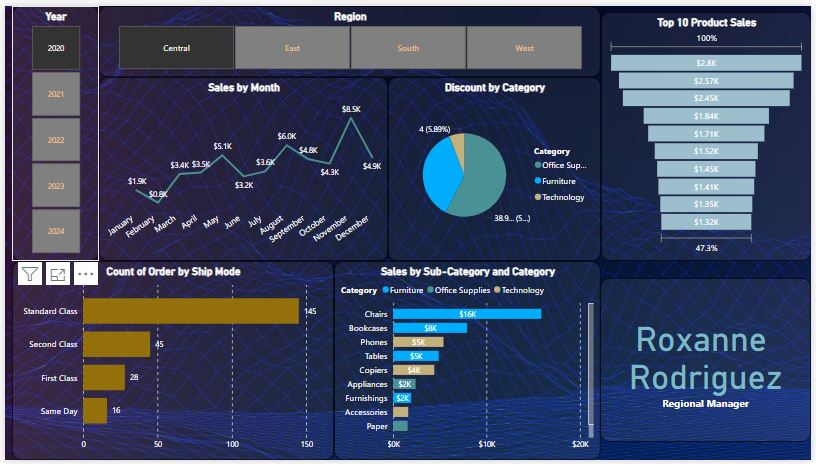 Year
2020
2021
2022
2023
2024
Region
Central East South West
Sales by Month
$1.9K
$0.8K
$3.4K
$3.5K
$5.1K
$3.2K
$3.6K
$6.0K
$4.8K
$4.3K
$8.5K
$4.9K
January February March April May June July August September October November December
Discount by Category
4 (5.89%)
38.9... (5...)
Category
Office Sup...
Furniture
Technology
Top 10 Product Sales
100%
$2.8K
$2.57K
$2.45K
$1.84K
$1.71K
$1.52K
$1.45K
$1.41K
$1.35K
$1.32K
47.3%
Count of Order by Ship Mode
Standard Class 145
Second Class 45
First Class 28
Same Day 16
0 50 100 150
Sales by Sub-Category and Category
Category Furniture Office Supplies Technology
Chairs $16K
Bookcases $8K
Phones $5K
Tables $5K
Copiers $4K
Appliances $2K
Furnishings $2K
Accessories
Paper
$0K $10K $20K
Roxanne
Rodriguez
Regional Manager